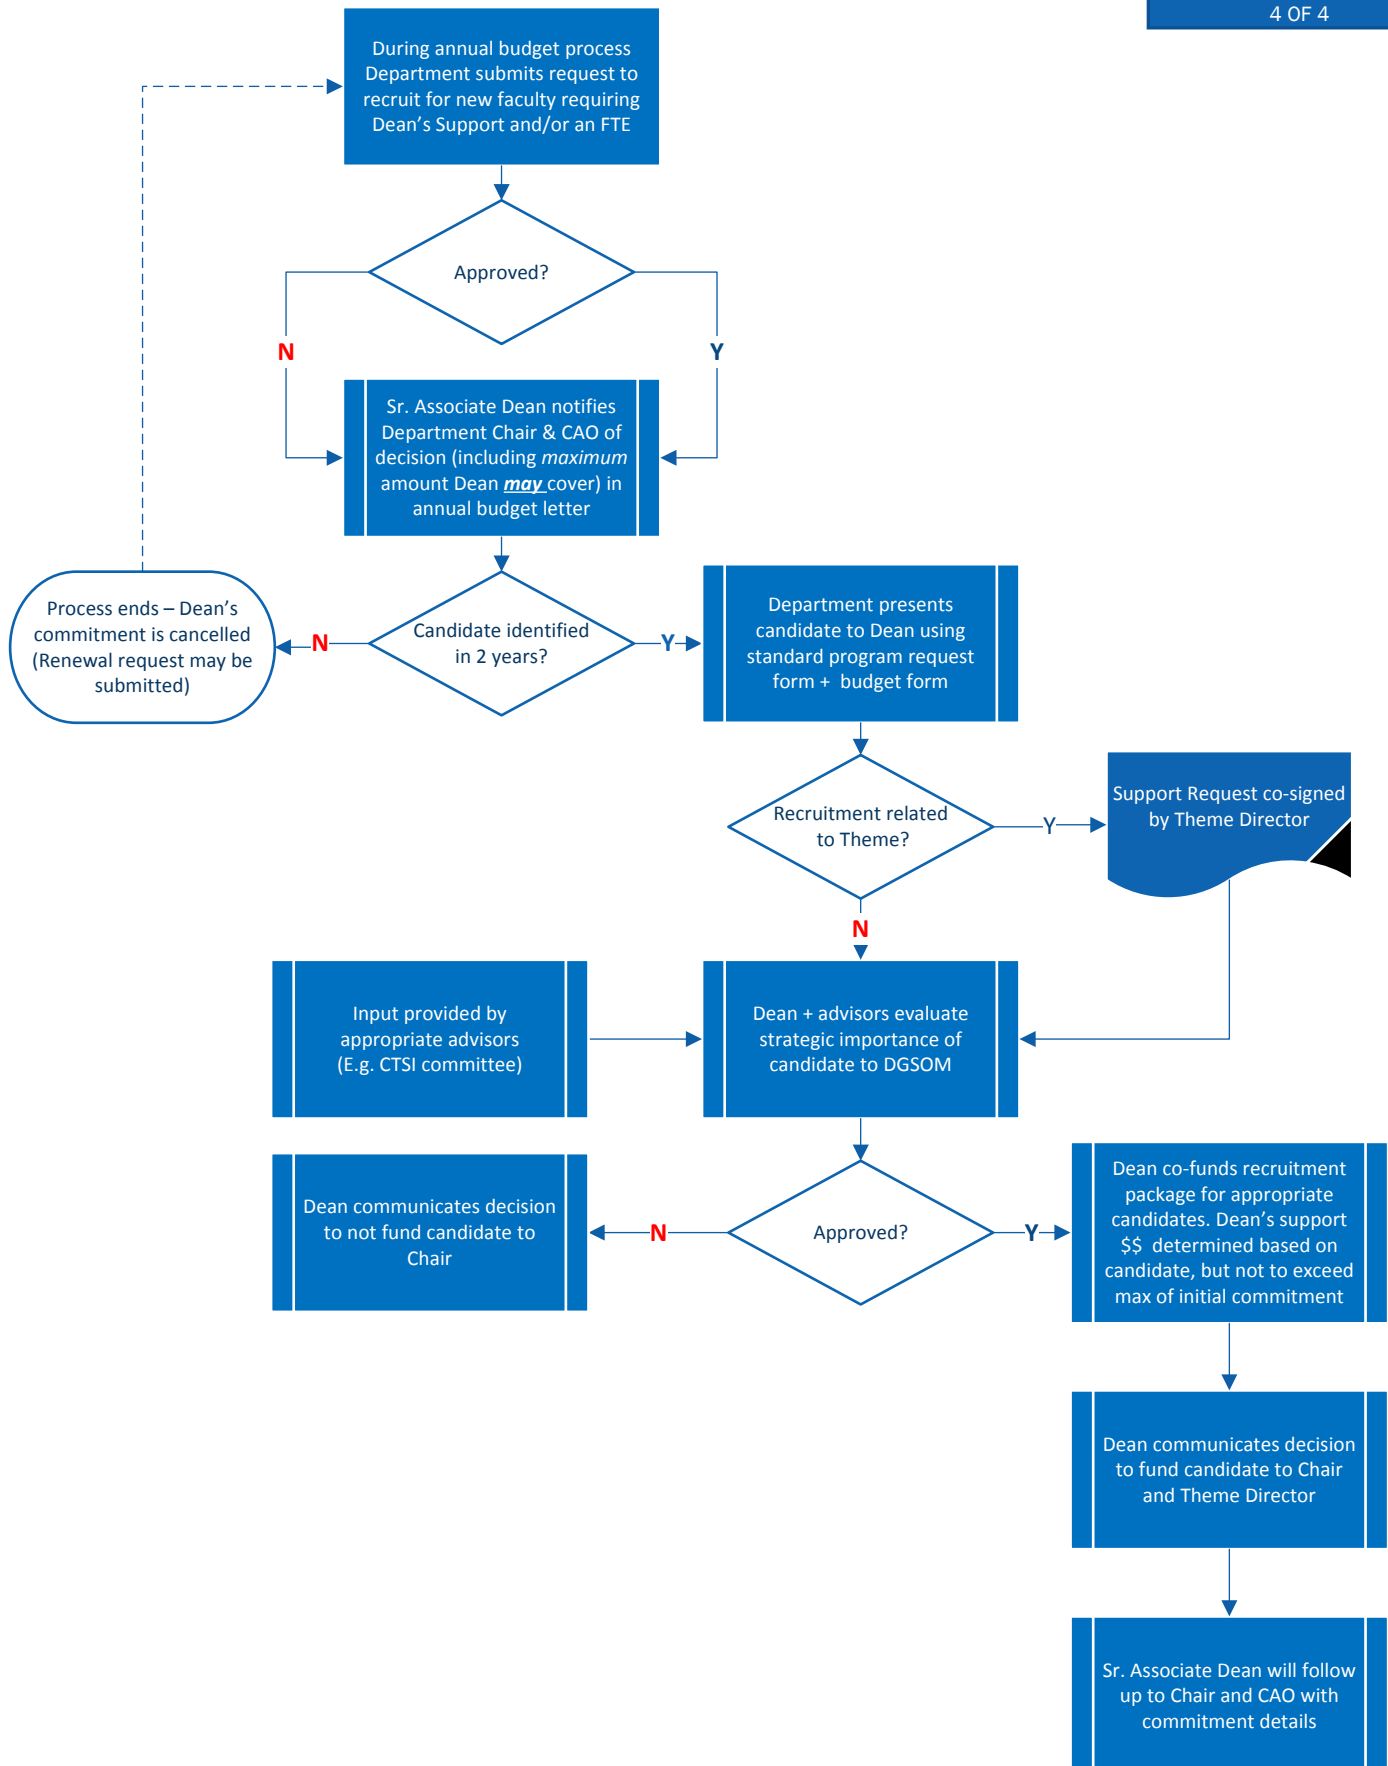 4 OF 4
During annual budget process
Department submits request to
recruit for new faculty requiring
Dean's Support and/or an FTE
Approved?
N
Y
Sr. Associate Dean notifies
Department Chair & CAO of
decision (including maximum
amount Dean may cover) in
annual budget letter
Process ends – Dean's
commitment is cancelled
(Renewal request may be
submitted)
N
Candidate identified
in 2 years?
Y
Department presents
candidate to Dean using
standard program request
form +  budget form
Recruitment related
to Theme?
Y
Support Request co-signed
by Theme Director
N
Input provided by
appropriate advisors
(E.g. CTSI committee)
Dean + advisors evaluate
strategic importance of
candidate to DGSOM
Dean communicates decision
to not fund candidate to
Chair
N
Approved?
Y
Dean co-funds recruitment
package for appropriate
candidates. Dean's support
$$  determined based on
candidate, but not to exceed
max of initial commitment
Dean communicates decision
to fund candidate to Chair
and Theme Director
Sr. Associate Dean will follow
up to Chair and CAO with
commitment details